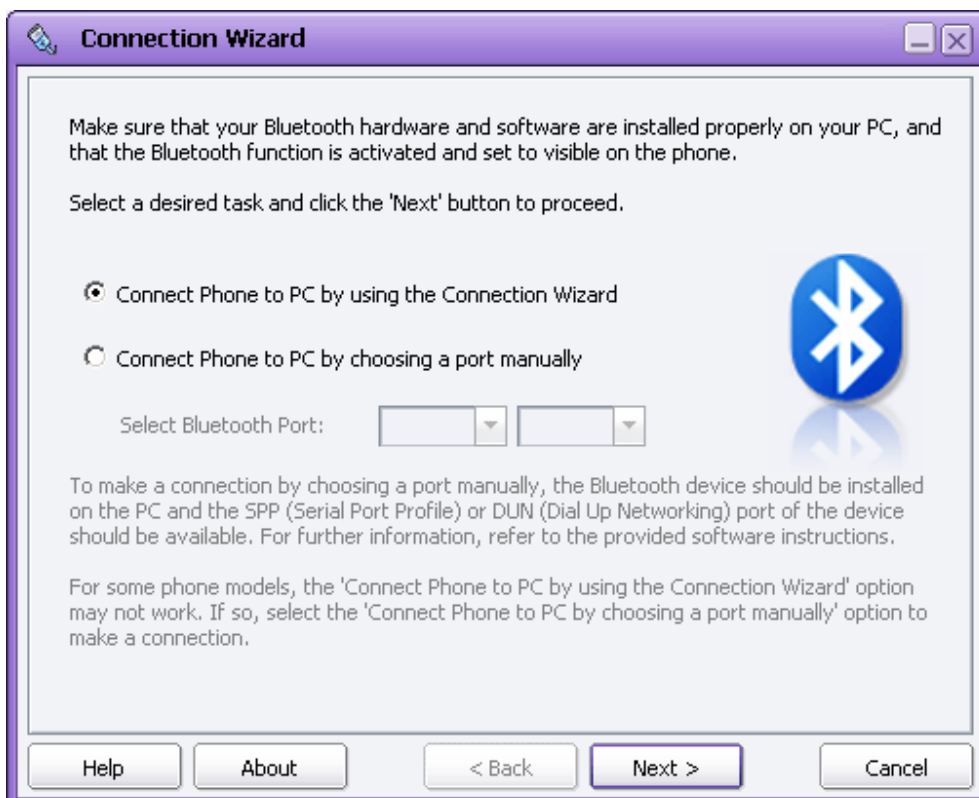 Connection Wizard
Make sure that your Bluetooth hardware and software are installed properly on your PC, and
that the Bluetooth function is activated and set to visible on the phone.
Select a desired task and click the 'Next' button to proceed.
Connect Phone to PC by using the Connection Wizard
Connect Phone to PC by choosing a port manually
Select Bluetooth Port:
To make a connection by choosing a port manually, the Bluetooth device should be installed
on the PC and the SPP (Serial Port Profile) or DUN (Dial Up Networking) port of the device
should be available. For further information, refer to the provided software instructions.
For some phone models, the 'Connect Phone to PC by using the Connection Wizard' option
may not work. If so, select the 'Connect Phone to PC by choosing a port manually' option to
make a connection.
Help About < Back Next > Cancel